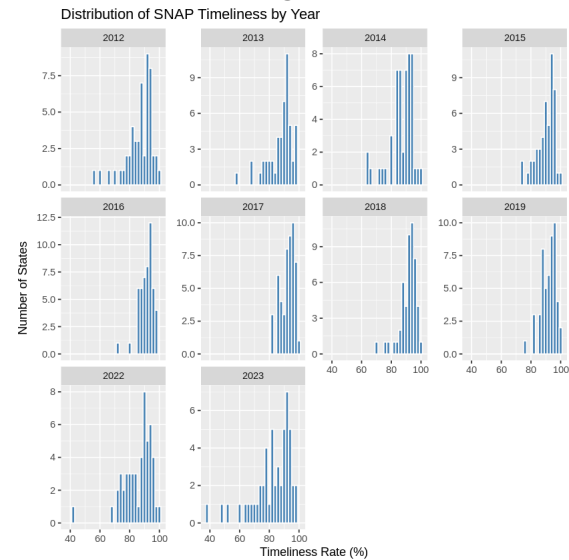 Distribution of SNAP Timeliness by Year
2012 2013 2014 2015
7.5 9 8 9
5.0 6 6 6
2.5 3 4 3
0.0 0 2 0
0
2016 2017 2018 2019
12.5 10.0 9 10.0
10.0 7.5 6 7.5
7.5 5.0 3 5.0
5.0 2.5 0 2.5
2.5 0.0 0.0
0.0
40 60 80 100 40 60 80 100
2022 2023
8 6
6 4
4 2
2 0
0
40 60 80 100 40 60 80 100
Number of States
Timeliness Rate (%)